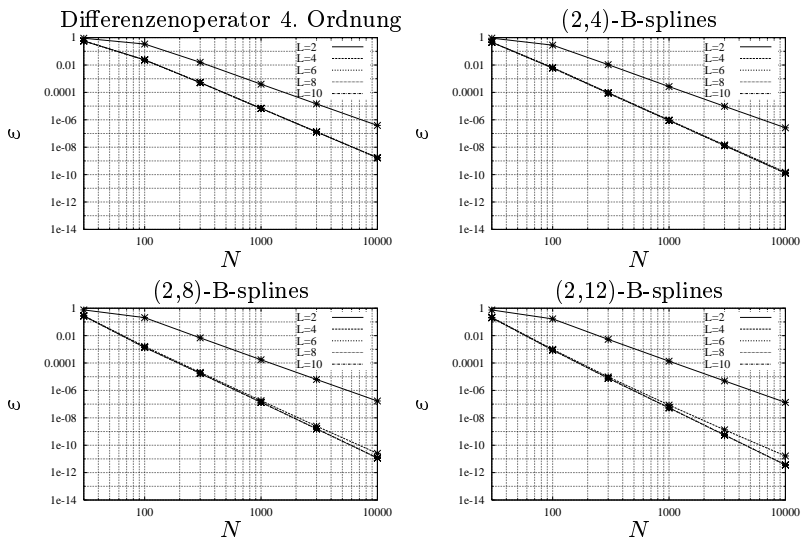 Differenzenoperator 4. Ordnung
1
0.01
0.0001
1e-06
1e-08
1e-10
1e-12
1e-14
ε
L=2
L=4
L=6
L=8
L=10
100
1000
10000
N
(2,4)-B-splines
1
0.01
0.0001
1e-06
1e-08
1e-10
1e-12
1e-14
ε
L=2
L=4
L=6
L=8
L=10
100
1000
10000
N
(2,8)-B-splines
1
0.01
0.0001
1e-06
1e-08
1e-10
1e-12
1e-14
ε
L=2
L=4
L=6
L=8
L=10
100
1000
10000
N
(2,12)-B-splines
1
0.01
0.0001
1e-06
1e-08
1e-10
1e-12
1e-14
ε
L=2
L=4
L=6
L=8
L=10
100
1000
10000
N